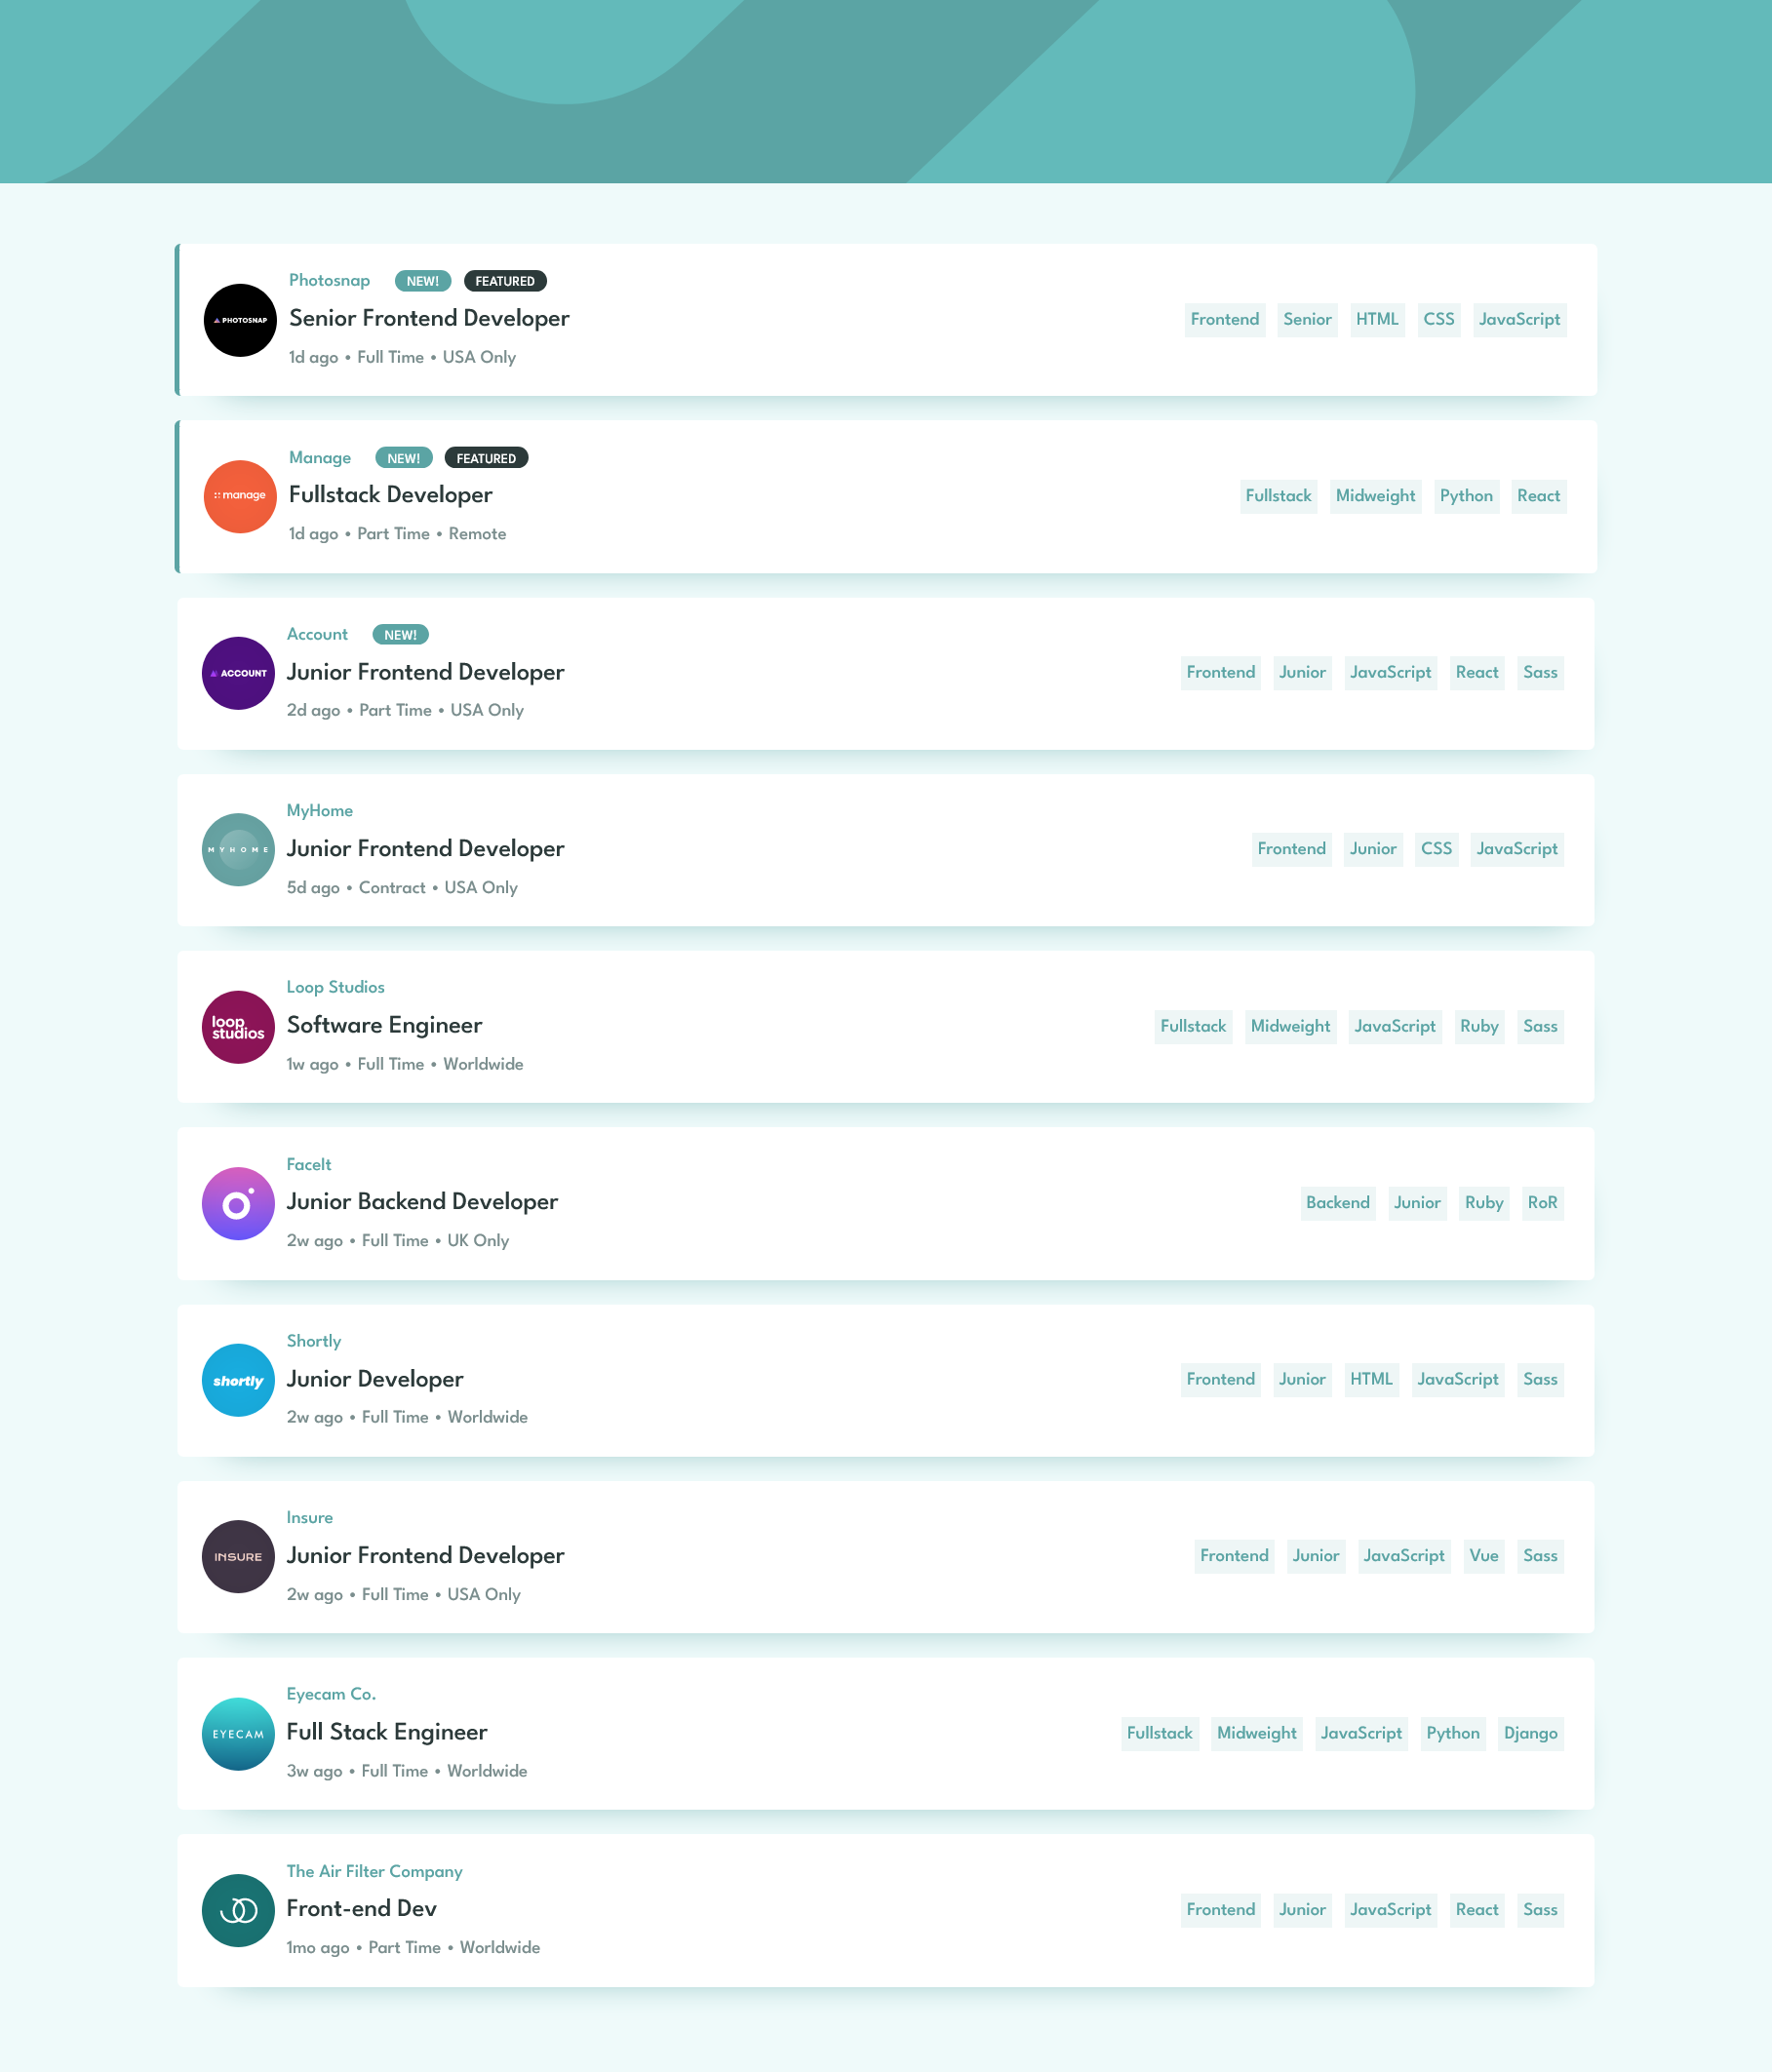 PHOTOSNAP
Photosnap NEW! FEATURED
Senior Frontend Developer
1d ago • Full Time • USA Only
Frontend Senior HTML CSS JavaScript
manage
Manage NEW! FEATURED
Fullstack Developer
1d ago • Part Time • Remote
Fullstack Midweight Python React
ACCOUNT
Account NEW!
Junior Frontend Developer
2d ago • Part Time • USA Only
Frontend Junior JavaScript React Sass
MYHOME
MyHome
Junior Frontend Developer
5d ago • Contract • USA Only
Frontend Junior CSS JavaScript
loop
studios
Loop Studios
Software Engineer
1w ago • Full Time • Worldwide
Fullstack Midweight JavaScript Ruby Sass
FaceIt
Junior Backend Developer
2w ago • Full Time • UK Only
Backend Junior Ruby RoR
shortly
Shortly
Junior Developer
2w ago • Full Time • Worldwide
Frontend Junior HTML JavaScript Sass
INSURE
Insure
Junior Frontend Developer
2w ago • Full Time • USA Only
Frontend Junior JavaScript Vue Sass
EYECAM
Eyecam Co.
Full Stack Engineer
3w ago • Full Time • Worldwide
Fullstack Midweight JavaScript Python Django
The Air Filter Company
Front-end Dev
1mo ago • Part Time • Worldwide
Frontend Junior JavaScript React Sass